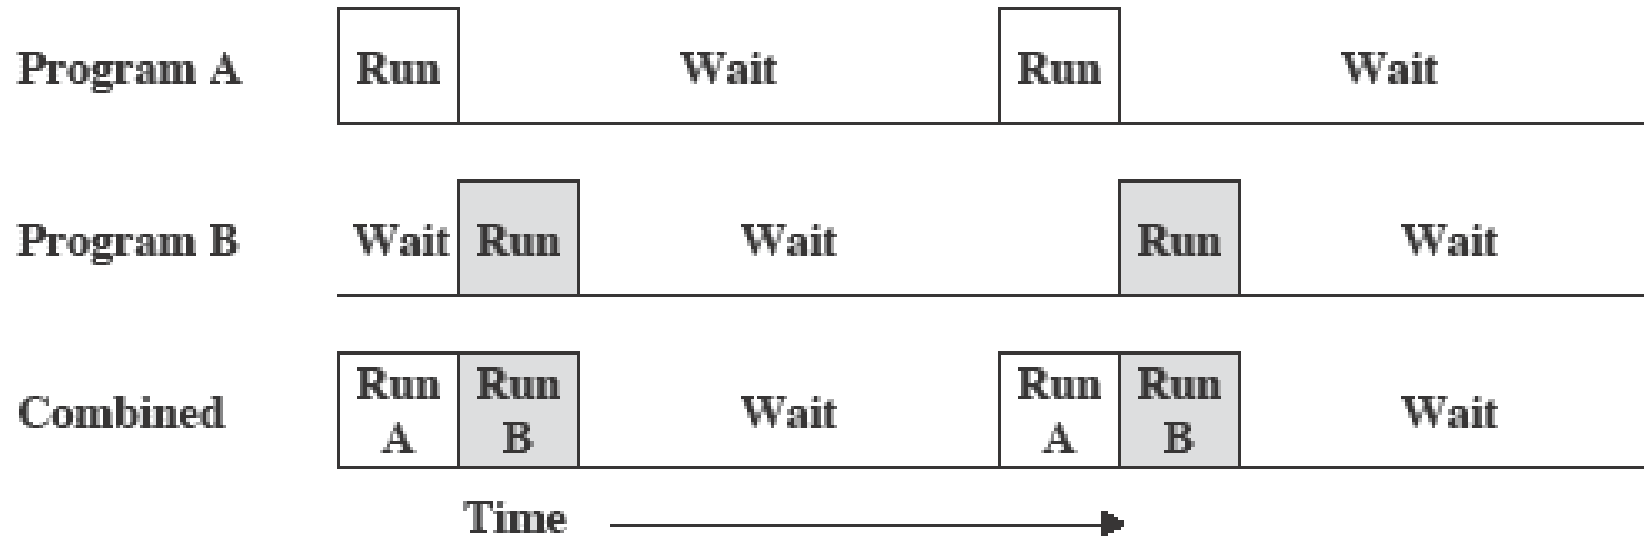 Program A Run Wait Run Wait
Program B Wait Run Wait Run Wait
Combined Run A Run B Wait Run A Run B Wait
Time